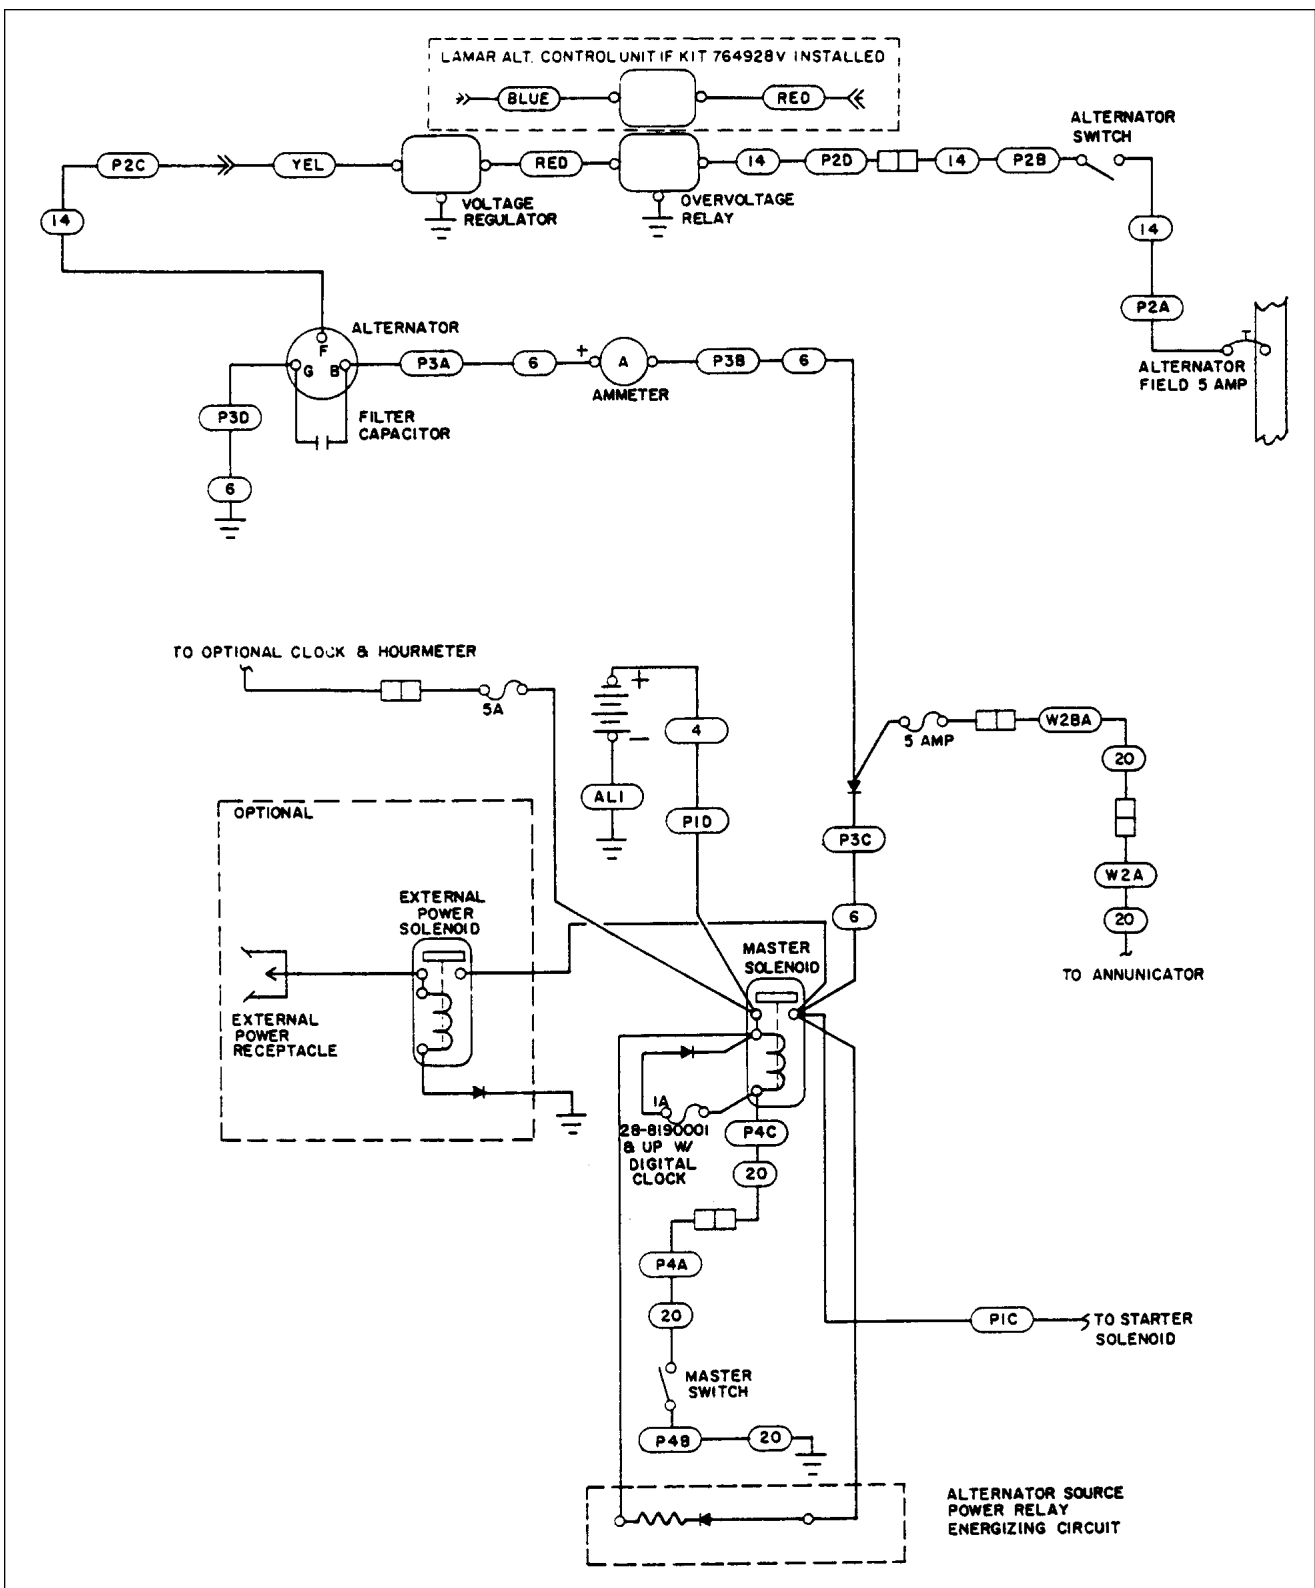 LAMAR ALT. CONTROL UNIT IF KIT 764928V INSTALLED
BLUE
RED
ALTERNATOR
SWITCH
P2C
YEL
RED
14
P2D
14
P2B
VOLTAGE
REGULATOR
OVERVOLTAGE
RELAY
14
14
P2A
ALTERNATOR
F
G
B
P3A
6
+
A
AMMETER
P3B
6
ALTERNATOR
FIELD 5 AMP
P3D
FILTER
CAPACITOR
6
TO OPTIONAL CLOCK & HOURMETER
5A
+
−
4
AL1
P1D
5 AMP
W2BA
20
P3C
W2A
6
20
TO ANNUNICATOR
OPTIONAL
EXTERNAL
POWER
SOLENOID
MASTER
SOLENOID
EXTERNAL
POWER
RECEPTACLE
1A
28-8190001
& UP W/
DIGITAL
CLOCK
P4C
20
P4A
20
P1C
TO STARTER
SOLENOID
MASTER
SWITCH
P4B
20
ALTERNATOR SOURCE
POWER RELAY
ENERGIZING CIRCUIT